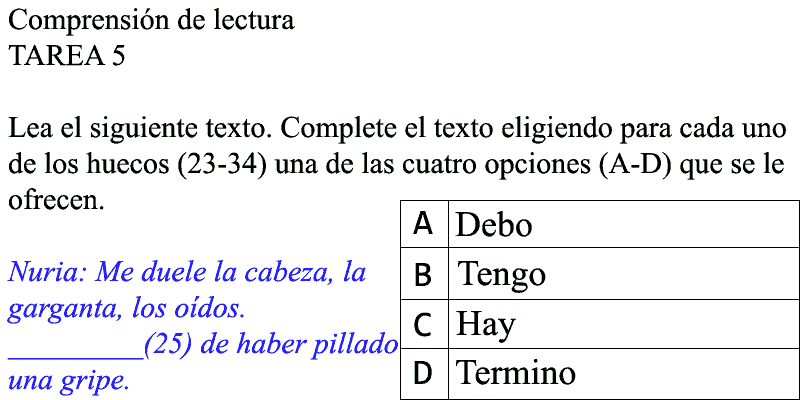 Comprensión de lectura
TAREA 5
Lea el siguiente texto. Complete el texto eligiendo para cada uno
de los huecos (23-34) una de las cuatro opciones (A-D) que se le
ofrecen.
Nuria: Me duele la cabeza, la
garganta, los oídos.
_________(25) de haber pillado
una gripe.
A Debo
B Tengo
C Hay
D Termino